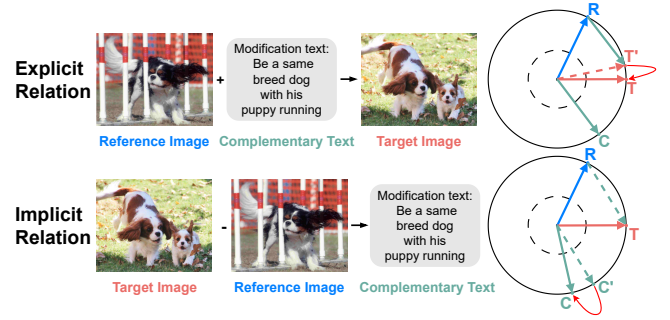 Explicit
Relation
+
Modification text:
Be a same
breed dog
with his
puppy running
Reference Image
Complementary Text
Target Image
R
T'
T
C
Implicit
Relation
-
Modification text:
Be a same
breed dog
with his
puppy running
Target Image
Reference Image
Complementary Text
R
T
C
C'